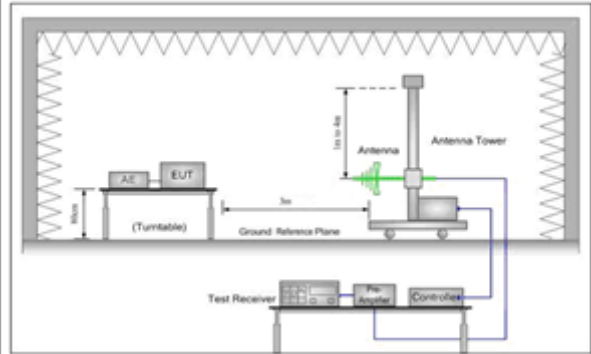 1m to 4m
Antenna
Antenna Tower
AE
EUT
80cm
(Turntable)
3m
Ground Reference Plane
Test Receiver
Pre-
Amplifier
Controller